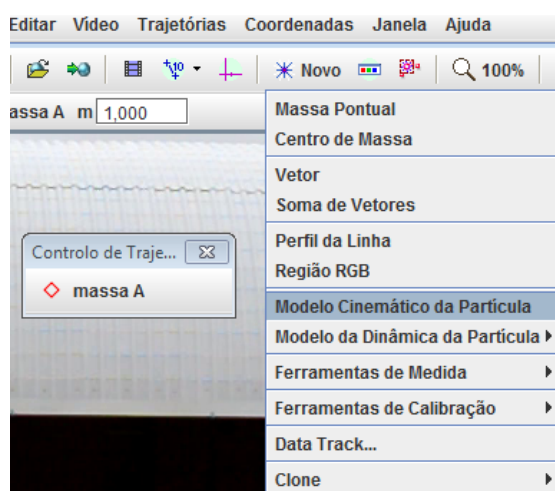 Editar Vídeo Trajetórias Coordenadas Janela Ajuda
Novo 100%
assa A m 1,000
Massa Pontual
Centro de Massa
Vetor
Soma de Vetores
Perfil da Linha
Região RGB
Controlo de Traje...
massa A
Modelo Cinemático da Partícula
Modelo da Dinâmica da Partícula
Ferramentas de Medida
Ferramentas de Calibração
Data Track...
Clone